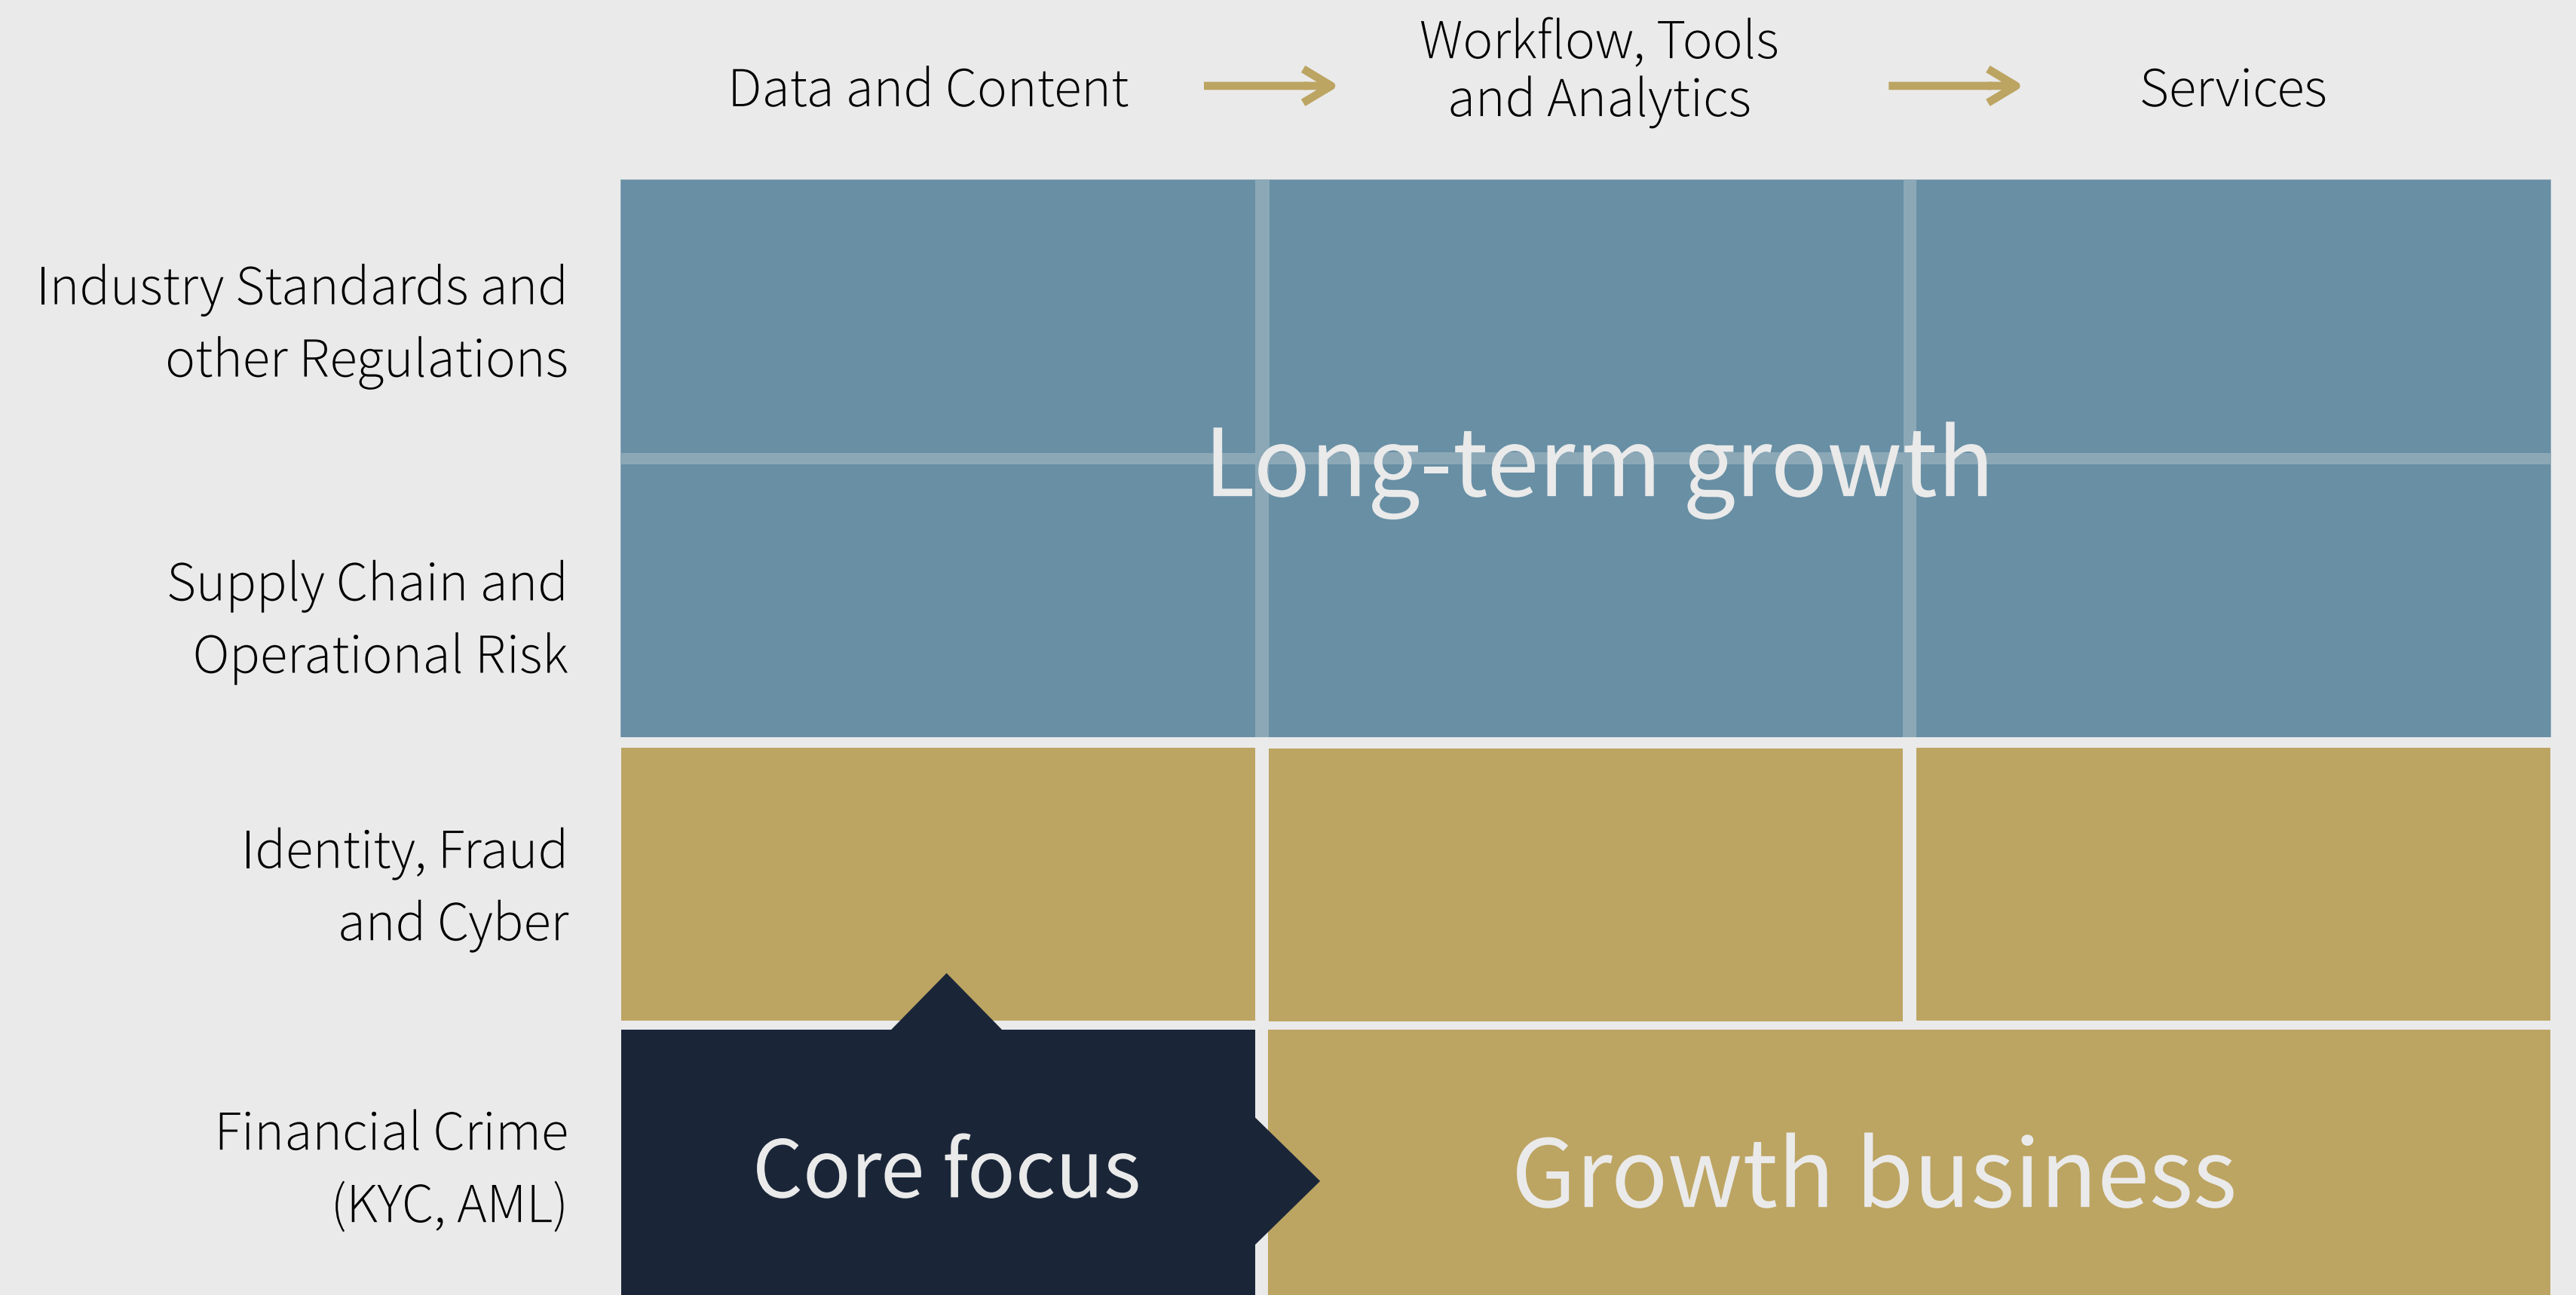 Data and Content
Workflow, Tools
and Analytics
Services
Industry Standards and
other Regulations
Long-term growth
Supply Chain and
Operational Risk
Identity, Fraud
and Cyber
Financial Crime
(KYC, AML)
Core focus
Growth business